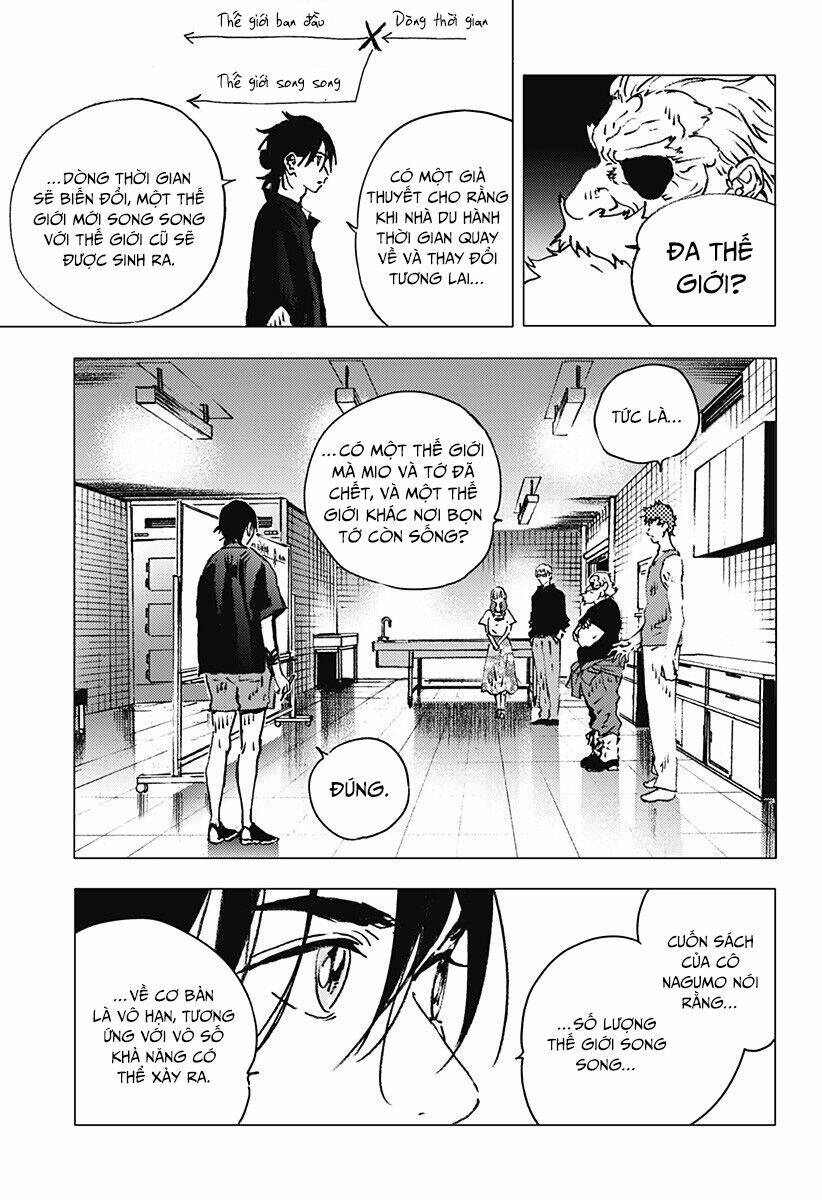 ĐA THẾ
GIỚI?
Thế giới ban đầu
Dòng thời gian
Thế giới song song
CÓ MỘT GIẢ
THUYẾT CHO RẰNG
KHI NHÀ DU HÀNH
THỜI GIAN QUAY
VỀ VÀ THAY ĐỔI
TƯƠNG LAI...
...DÒNG THỜI GIAN
SẼ BIẾN ĐỔI, MỘT THẾ
GIỚI MỚI SONG SONG
VỚI THẾ GIỚI CŨ SẼ
ĐƯỢC SINH RA.
TỨC LÀ...
...CÓ MỘT THẾ GIỚI
MÀ MIO VÀ TỚ ĐÃ
CHẾT, VÀ MỘT THẾ
GIỚI KHÁC NƠI BỌN
TỚ CÒN SỐNG?
ĐÚNG.
CUỐN SÁCH
CỦA CÔ
NAGUMO NÓI
RẰNG...
...SỐ LƯỢNG
THẾ GIỚI SONG
SONG...
...VỀ CƠ BẢN
LÀ VÔ HẠN, TƯƠNG
ỨNG VỚI VÔ SỐ
KHẢ NĂNG CÓ
THỂ XẢY RA.